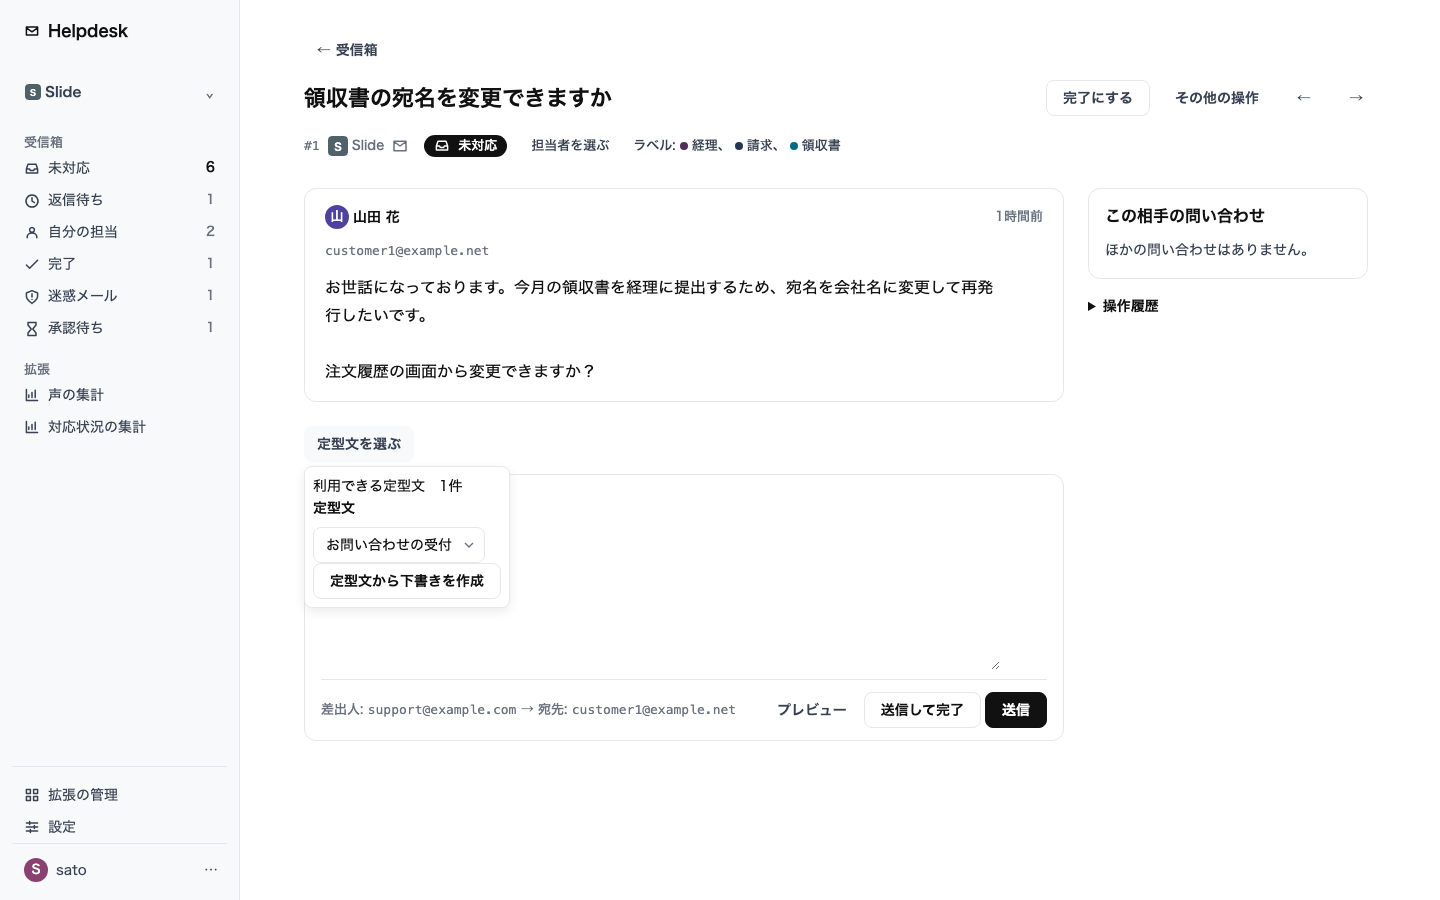 Helpdesk
S Slide
受信箱
未対応 6
返信待ち 1
自分の担当 2
完了 1
迷惑メール 1
承認待ち 1
拡張
声の集計
対応状況の集計
拡張の管理
設定
S sato ...
← 受信箱
領収書の宛名を変更できますか
完了にする その他の操作 ← →
#1 S Slide 未対応 担当者を選ぶ ラベル: 経理、 請求、 領収書
山 山田 花 1時間前
customer1@example.net
お世話になっております。今月の領収書を経理に提出するため、宛名を会社名に変更して再発
行したいです。
注文履歴の画面から変更できますか？
定型文を選ぶ
利用できる定型文 1件
定型文
お問い合わせの受付
定型文から下書きを作成
差出人: support@example.com → 宛先: customer1@example.net
プレビュー 送信して完了 送信
この相手の問い合わせ
ほかの問い合わせはありません。
▶ 操作履歴